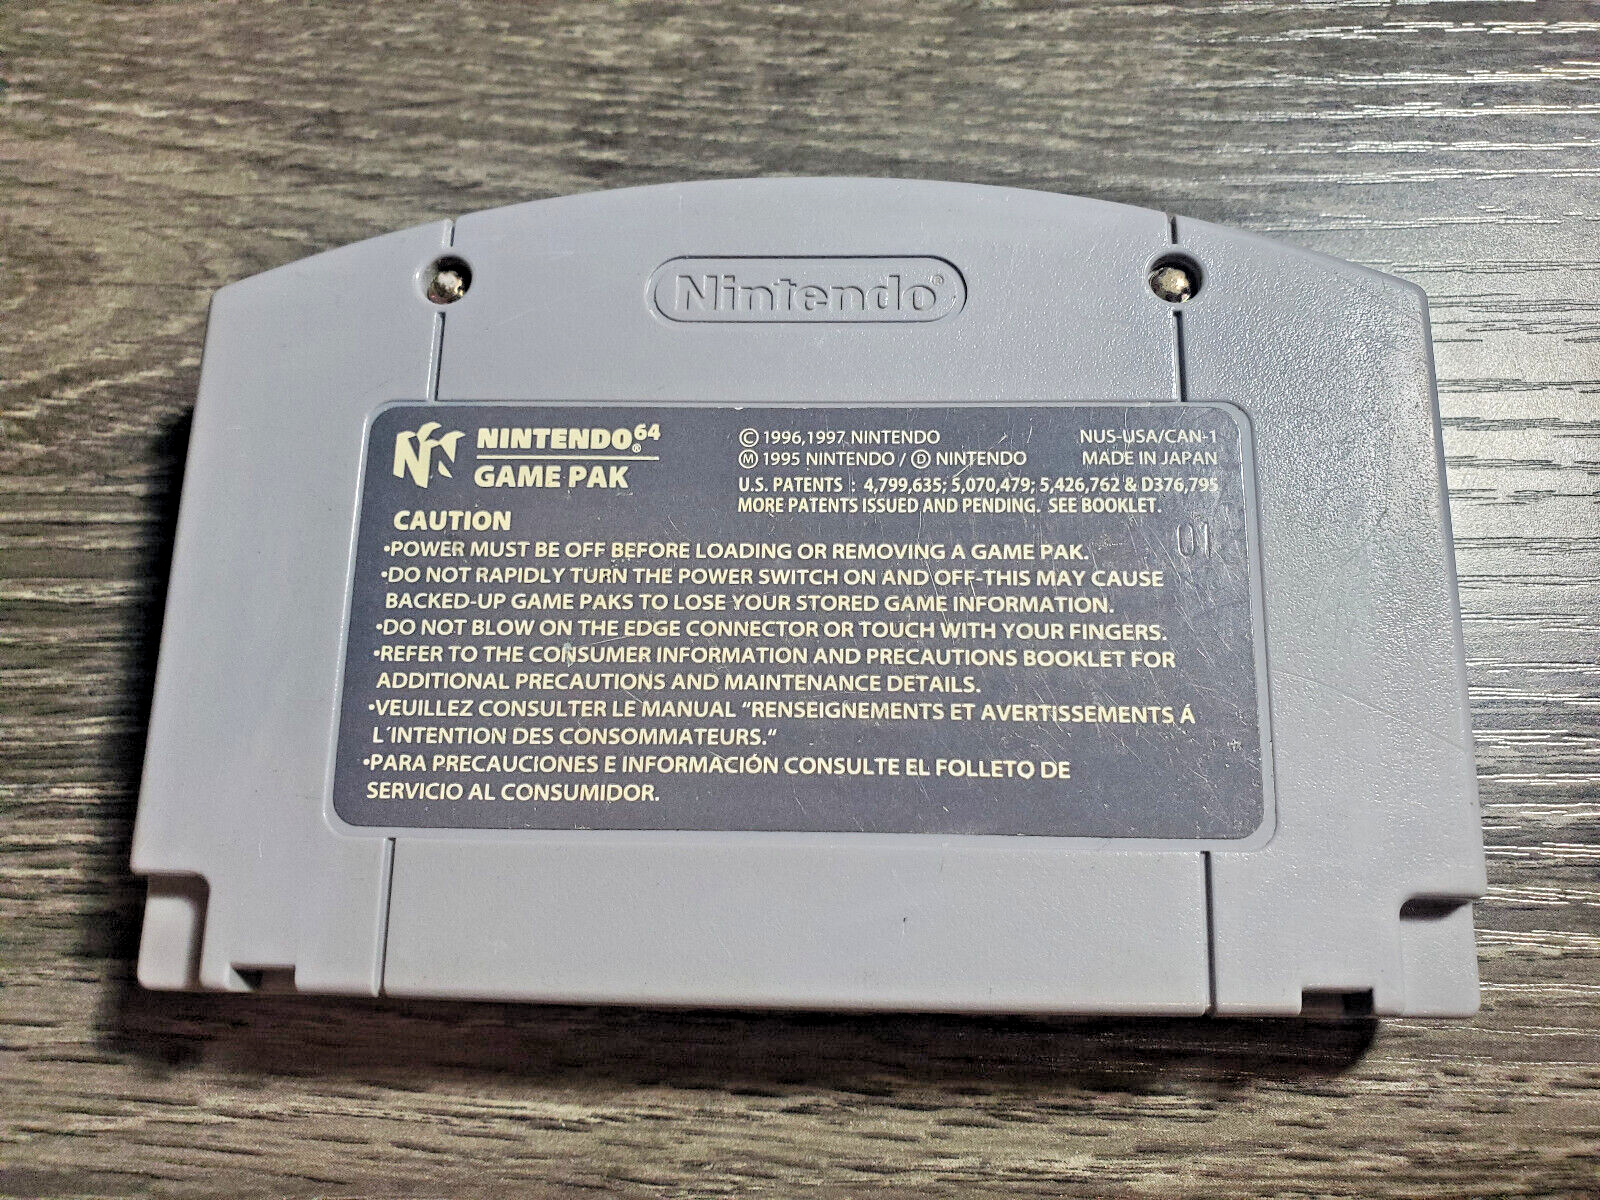 Nintendo®
NINTENDO64®
GAME PAK
© 1996,1997 NINTENDO
Ⓜ 1995 NINTENDO / Ⓓ NINTENDO
NUS-USA/CAN-1
MADE IN JAPAN
U.S. PATENTS : 4,799,635; 5,070,479; 5,426,762 & D376,795
MORE PATENTS ISSUED AND PENDING. SEE BOOKLET.
01
CAUTION
•POWER MUST BE OFF BEFORE LOADING OR REMOVING A GAME PAK.
•DO NOT RAPIDLY TURN THE POWER SWITCH ON AND OFF-THIS MAY CAUSE
BACKED-UP GAME PAKS TO LOSE YOUR STORED GAME INFORMATION.
•DO NOT BLOW ON THE EDGE CONNECTOR OR TOUCH WITH YOUR FINGERS.
•REFER TO THE CONSUMER INFORMATION AND PRECAUTIONS BOOKLET FOR
ADDITIONAL PRECAUTIONS AND MAINTENANCE DETAILS.
•VEUILLEZ CONSULTER LE MANUAL "RENSEIGNEMENTS ET AVERTISSEMENTS Á
L'INTENTION DES CONSOMMATEURS."
•PARA PRECAUCIONES E INFORMACIÓN CONSULTE EL FOLLETO DE
SERVICIO AL CONSUMIDOR.